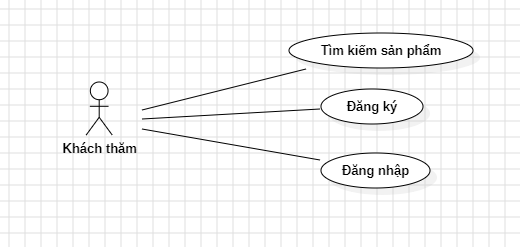 Tìm kiếm sản phẩm
Đăng ký
Khách thăm
Đăng nhập